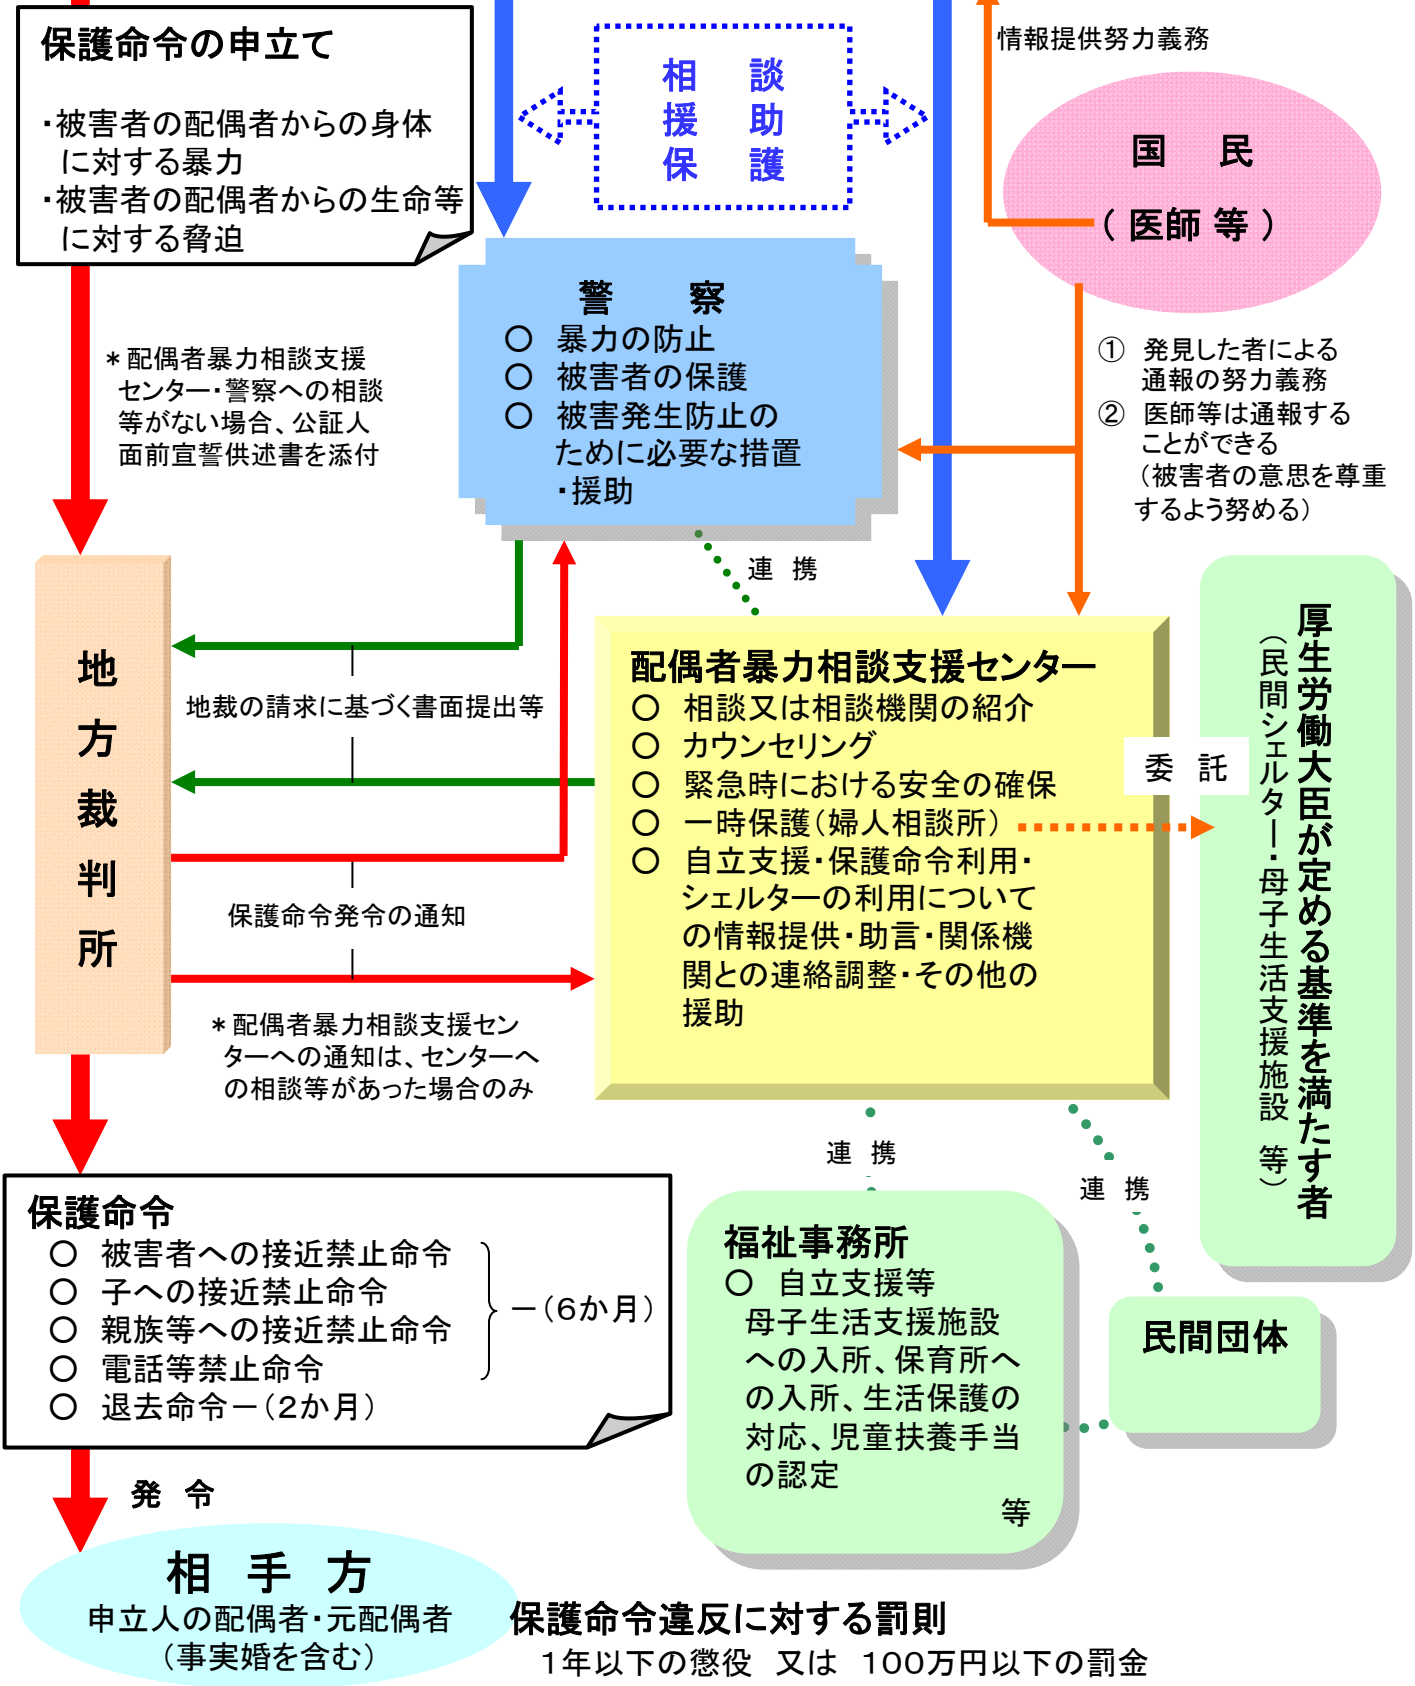 保護命令の申立て
・被害者の配偶者からの身体
に対する暴力
・被害者の配偶者からの生命等
に対する脅迫
相 談
援 助
保 護
情報提供努力義務
国 民
（医師 等）
警 察
○ 暴力の防止
○ 被害者の保護
○ 被害発生防止の
ために必要な措置
・援助
＊配偶者暴力相談支援
センター・警察への相談
等がない場合、公証人
面前宣誓供述書を添付
① 発見した者による
通報の努力義務
② 医師等は通報する
ことができる
（被害者の意思を尊重
するよう努める）
連 携
地方裁判所
地裁の請求に基づく書面提出等
保護命令発令の通知
＊配偶者暴力相談支援セン
ターへの通知は、センターへ
の相談等があった場合のみ
配偶者暴力相談支援センター
○ 相談又は相談機関の紹介
○ カウンセリング
○ 緊急時における安全の確保
○ 一時保護（婦人相談所）
○ 自立支援・保護命令利用・
シェルターの利用について
の情報提供・助言・関係機
関との連絡調整・その他の
援助
委 託
厚生労働大臣が定める基準を満たす者
（民間シェルター・母子生活支援施設 等）
連 携
連 携
保護命令
○ 被害者への接近禁止命令
○ 子への接近禁止命令
○ 親族等への接近禁止命令
○ 電話等禁止命令
－（6か月）
○ 退去命令－（2か月）
福祉事務所
○ 自立支援等
母子生活支援施設
への入所、保育所へ
の入所、生活保護の
対応、児童扶養手当
の認定
等
民間団体
発 令
相 手 方
申立人の配偶者・元配偶者
（事実婚を含む）
保護命令違反に対する罰則
1年以下の懲役 又は 100万円以下の罰金